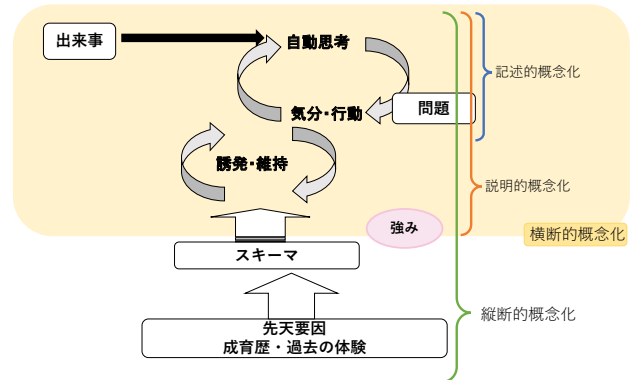 出来事
自動思考
記述的概念化
気分・行動
問題
誘発・維持
説明的概念化
強み
横断的概念化
スキーマ
縦断的概念化
先天要因
成育歴・過去の体験